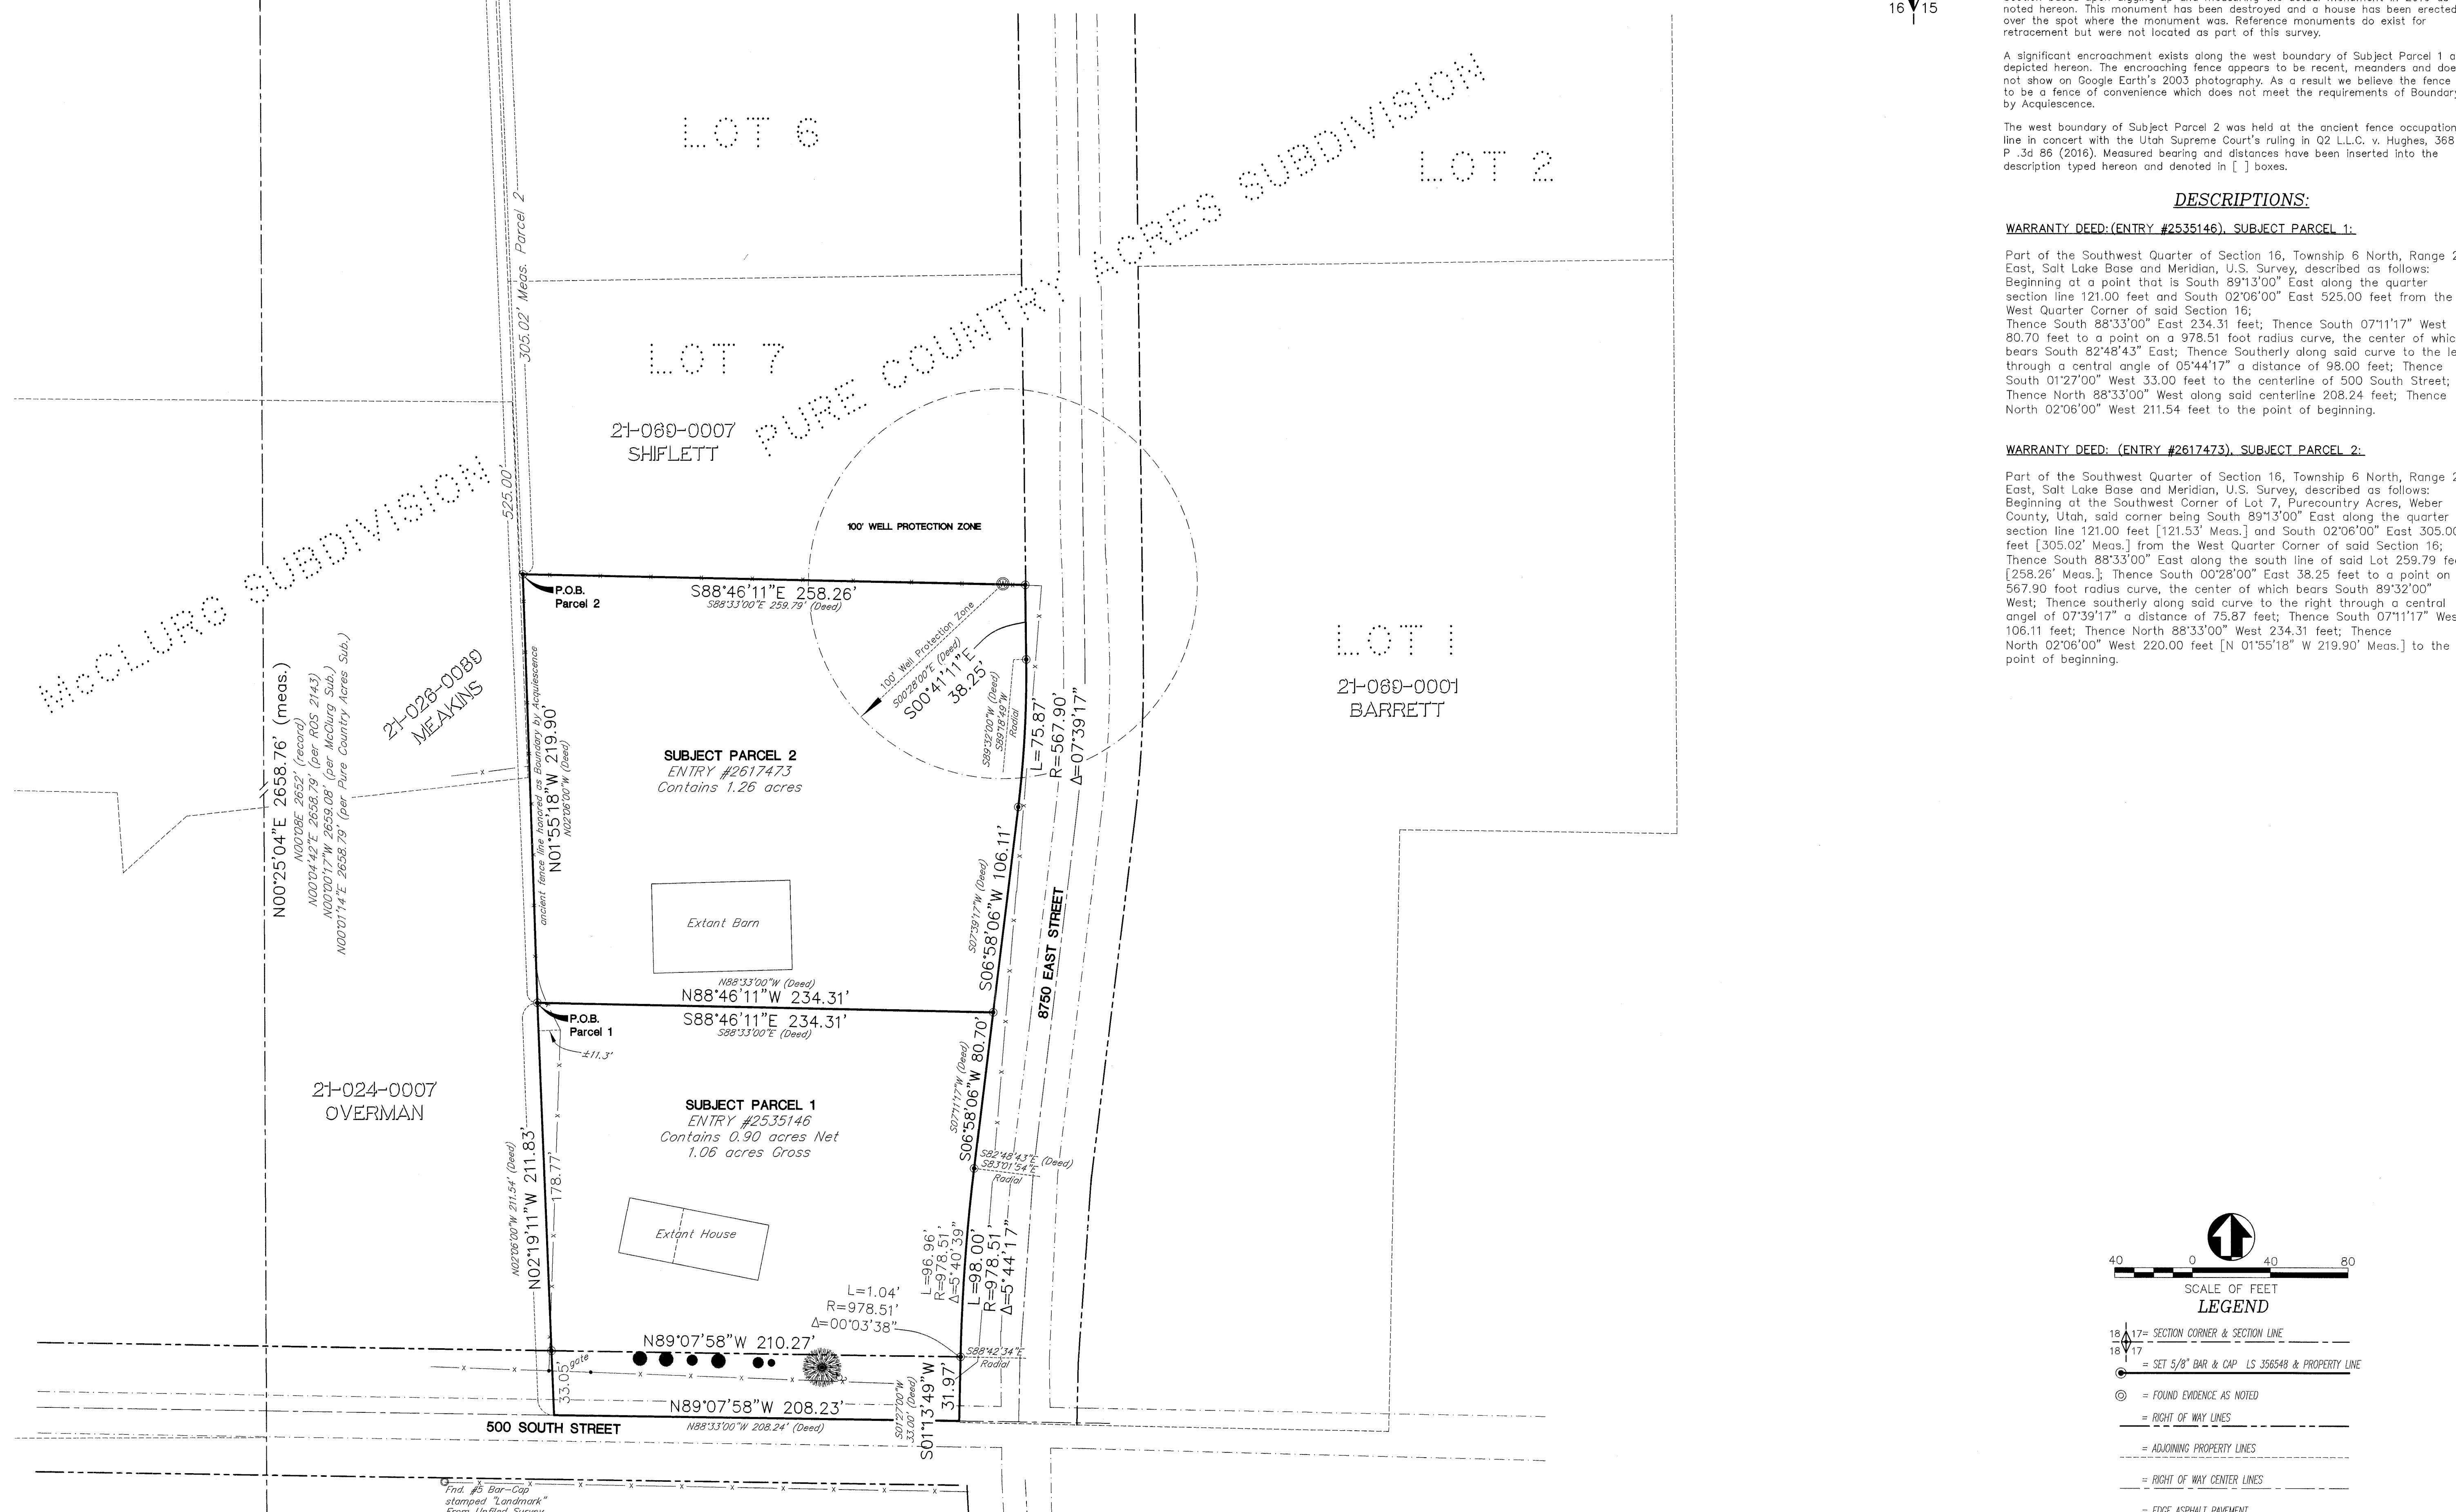 16 15
noted hereon. This monument has been destroyed and a house has been erected
over the spot where the monument was. Reference monuments do exist for
retracement but were not located as part of this survey.
A significant encroachment exists along the west boundary of Subject Parcel 1 a
depicted hereon. The encroaching fence appears to be recent, meanders and doe
not show on Google Earth's 2003 photography. As a result we believe the fence
to be a fence of convenience which does not meet the requirements of Boundary
by Acquiescence.
The west boundary of Subject Parcel 2 was held at the ancient fence occupation
line in concert with the Utah Supreme Court's ruling in Q2 L.L.C. v. Hughes, 368
P .3d 86 (2016). Measured bearing and distances have been inserted into the
description typed hereon and denoted in [ ] boxes.
DESCRIPTIONS:
WARRANTY DEED:(ENTRY #2535146), SUBJECT PARCEL 1:
Part of the Southwest Quarter of Section 16, Township 6 North, Range 2
East, Salt Lake Base and Meridian, U.S. Survey, described as follows:
Beginning at a point that is South 89°13'00" East along the quarter
section line 121.00 feet and South 02°06'00" East 525.00 feet from the
West Quarter Corner of said Section 16;
Thence South 88°33'00" East 234.31 feet; Thence South 07°11'17" West
80.70 feet to a point on a 978.51 foot radius curve, the center of whic
bears South 82°48'43" East; Thence Southerly along said curve to the le
through a central angle of 05°44'17" a distance of 98.00 feet; Thence
South 01°27'00" West 33.00 feet to the centerline of 500 South Street;
Thence North 88°33'00" West along said centerline 208.24 feet; Thence
North 02°06'00" West 211.54 feet to the point of beginning.
WARRANTY DEED: (ENTRY #2617473), SUBJECT PARCEL 2:
Part of the Southwest Quarter of Section 16, Township 6 North, Range 2
East, Salt Lake Base and Meridian, U.S. Survey, described as follows:
Beginning at the Southwest Corner of Lot 7, Purecountry Acres, Weber
County, Utah, said corner being South 89°13'00" East along the quarter
section line 121.00 feet [121.53' Meas.] and South 02°06'00" East 305.00
feet [305.02' Meas.] from the West Quarter Corner of said Section 16;
Thence South 88°33'00" East along the south line of said Lot 259.79 fee
[258.26' Meas.]; Thence South 00°28'00" East 38.25 feet to a point on
567.90 foot radius curve, the center of which bears South 89°32'00"
West; Thence southerly along said curve to the right through a central
angel of 07°39'17" a distance of 75.87 feet; Thence South 07°11'17" Wes
106.11 feet; Thence North 88°33'00" West 234.31 feet; Thence
North 02°06'00" West 220.00 feet [N 01°55'18" W 219.90' Meas.] to the
point of beginning.
LOT 6
LOT 2
PURE COUNTRY ACRES SUBDIVISION
305.02' Meas. Parcel 2
LOT 7
21-069-0007
SHIFLETT
525.00'
McCLURG SUBDIVISION
100' WELL PROTECTION ZONE
P.O.B.
Parcel 2
S88°46'11"E 258.26'
S88°33'00"E 259.79' (Deed)
100' Well Protection Zone
S00°28'00"E (Deed)
S00°41'11"E
38.25'
S89°32'00"W (Deed)
S89°18'49"W
Radial
L=75.87'
R=567.90'
Δ=07°39'17"
LOT 1
21-069-0001
BARRETT
21-026-0089
MEAKINS
N00°25'04"E 2658.76' (meas.)
N00°08E 2652' (record)
N00°04'42"E 2658.79' (per ROS 2143)
N00°00'17"W 2659.08' (per McClurg Sub.)
N00°01'14"E 2658.79' (per Pure Country Acres Sub.)
ancient fence line honored as Boundary by Acquiescence
N01°55'18"W 219.90'
N02°06'00"W (Deed)
SUBJECT PARCEL 2
ENTRY #2617473
Contains 1.26 acres
Extant Barn
S07°39'17"W (Deed)
S06°58'06"W 106.11'
8750 EAST STREET
N88°33'00"W (Deed)
N88°46'11"W 234.31'
S88°46'11"E 234.31'
S88°33'00"E (Deed)
P.O.B.
Parcel 1
±11.3'
21-024-0007
OVERMAN
SUBJECT PARCEL 1
ENTRY #2535146
Contains 0.90 acres Net
1.06 acres Gross
S07°11'17"W (Deed)
S06°58'06"W 80.70'
S82°48'43"E (Deed)
S83°01'54"E
Radial
N02°06'00"W 211.54' (Deed)
N02°19'11"W 211.83'
178.77'
Extant House
L=96.96'
R=978.51'
Δ=5°40'39"
L=98.00'
R=978.51'
Δ=5°44'17"
L=1.04'
R=978.51'
Δ=00°03'38"
N89°07'58"W 210.27'
S88°42'34"E
Radial
gate
33.05'
N89°07'58"W 208.23'
N88°33'00"W 208.24' (Deed)
S01°27'00"W
33.00' (Deed)
S01°13'49"W
31.97'
500 SOUTH STREET
Fnd. #5 Bar-Cap
stamped "Landmark"
From Unfiled Survey
40 0 40 80
SCALE OF FEET
LEGEND
18 17 = SECTION CORNER & SECTION LINE
18 17
= SET 5/8" BAR & CAP LS 356548 & PROPERTY LINE
= FOUND EVIDENCE AS NOTED
= RIGHT OF WAY LINES
= ADJOINING PROPERTY LINES
= RIGHT OF WAY CENTER LINES
= EDGE ASPHALT PAVEMENT